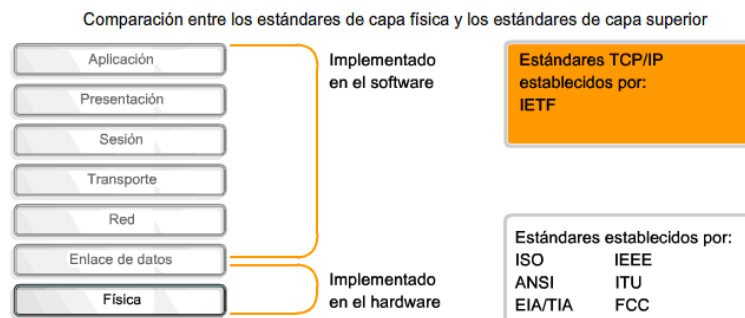 Comparación entre los estándares de capa física y los estándares de capa superior
Aplicación
Presentación
Sesión
Transporte
Red
Enlace de datos
Física
Implementado
en el software
Implementado
en el hardware
Estándares TCP/IP
establecidos por:
IETF
Estándares establecidos por:
ISO IEEE
ANSI ITU
EIA/TIA FCC